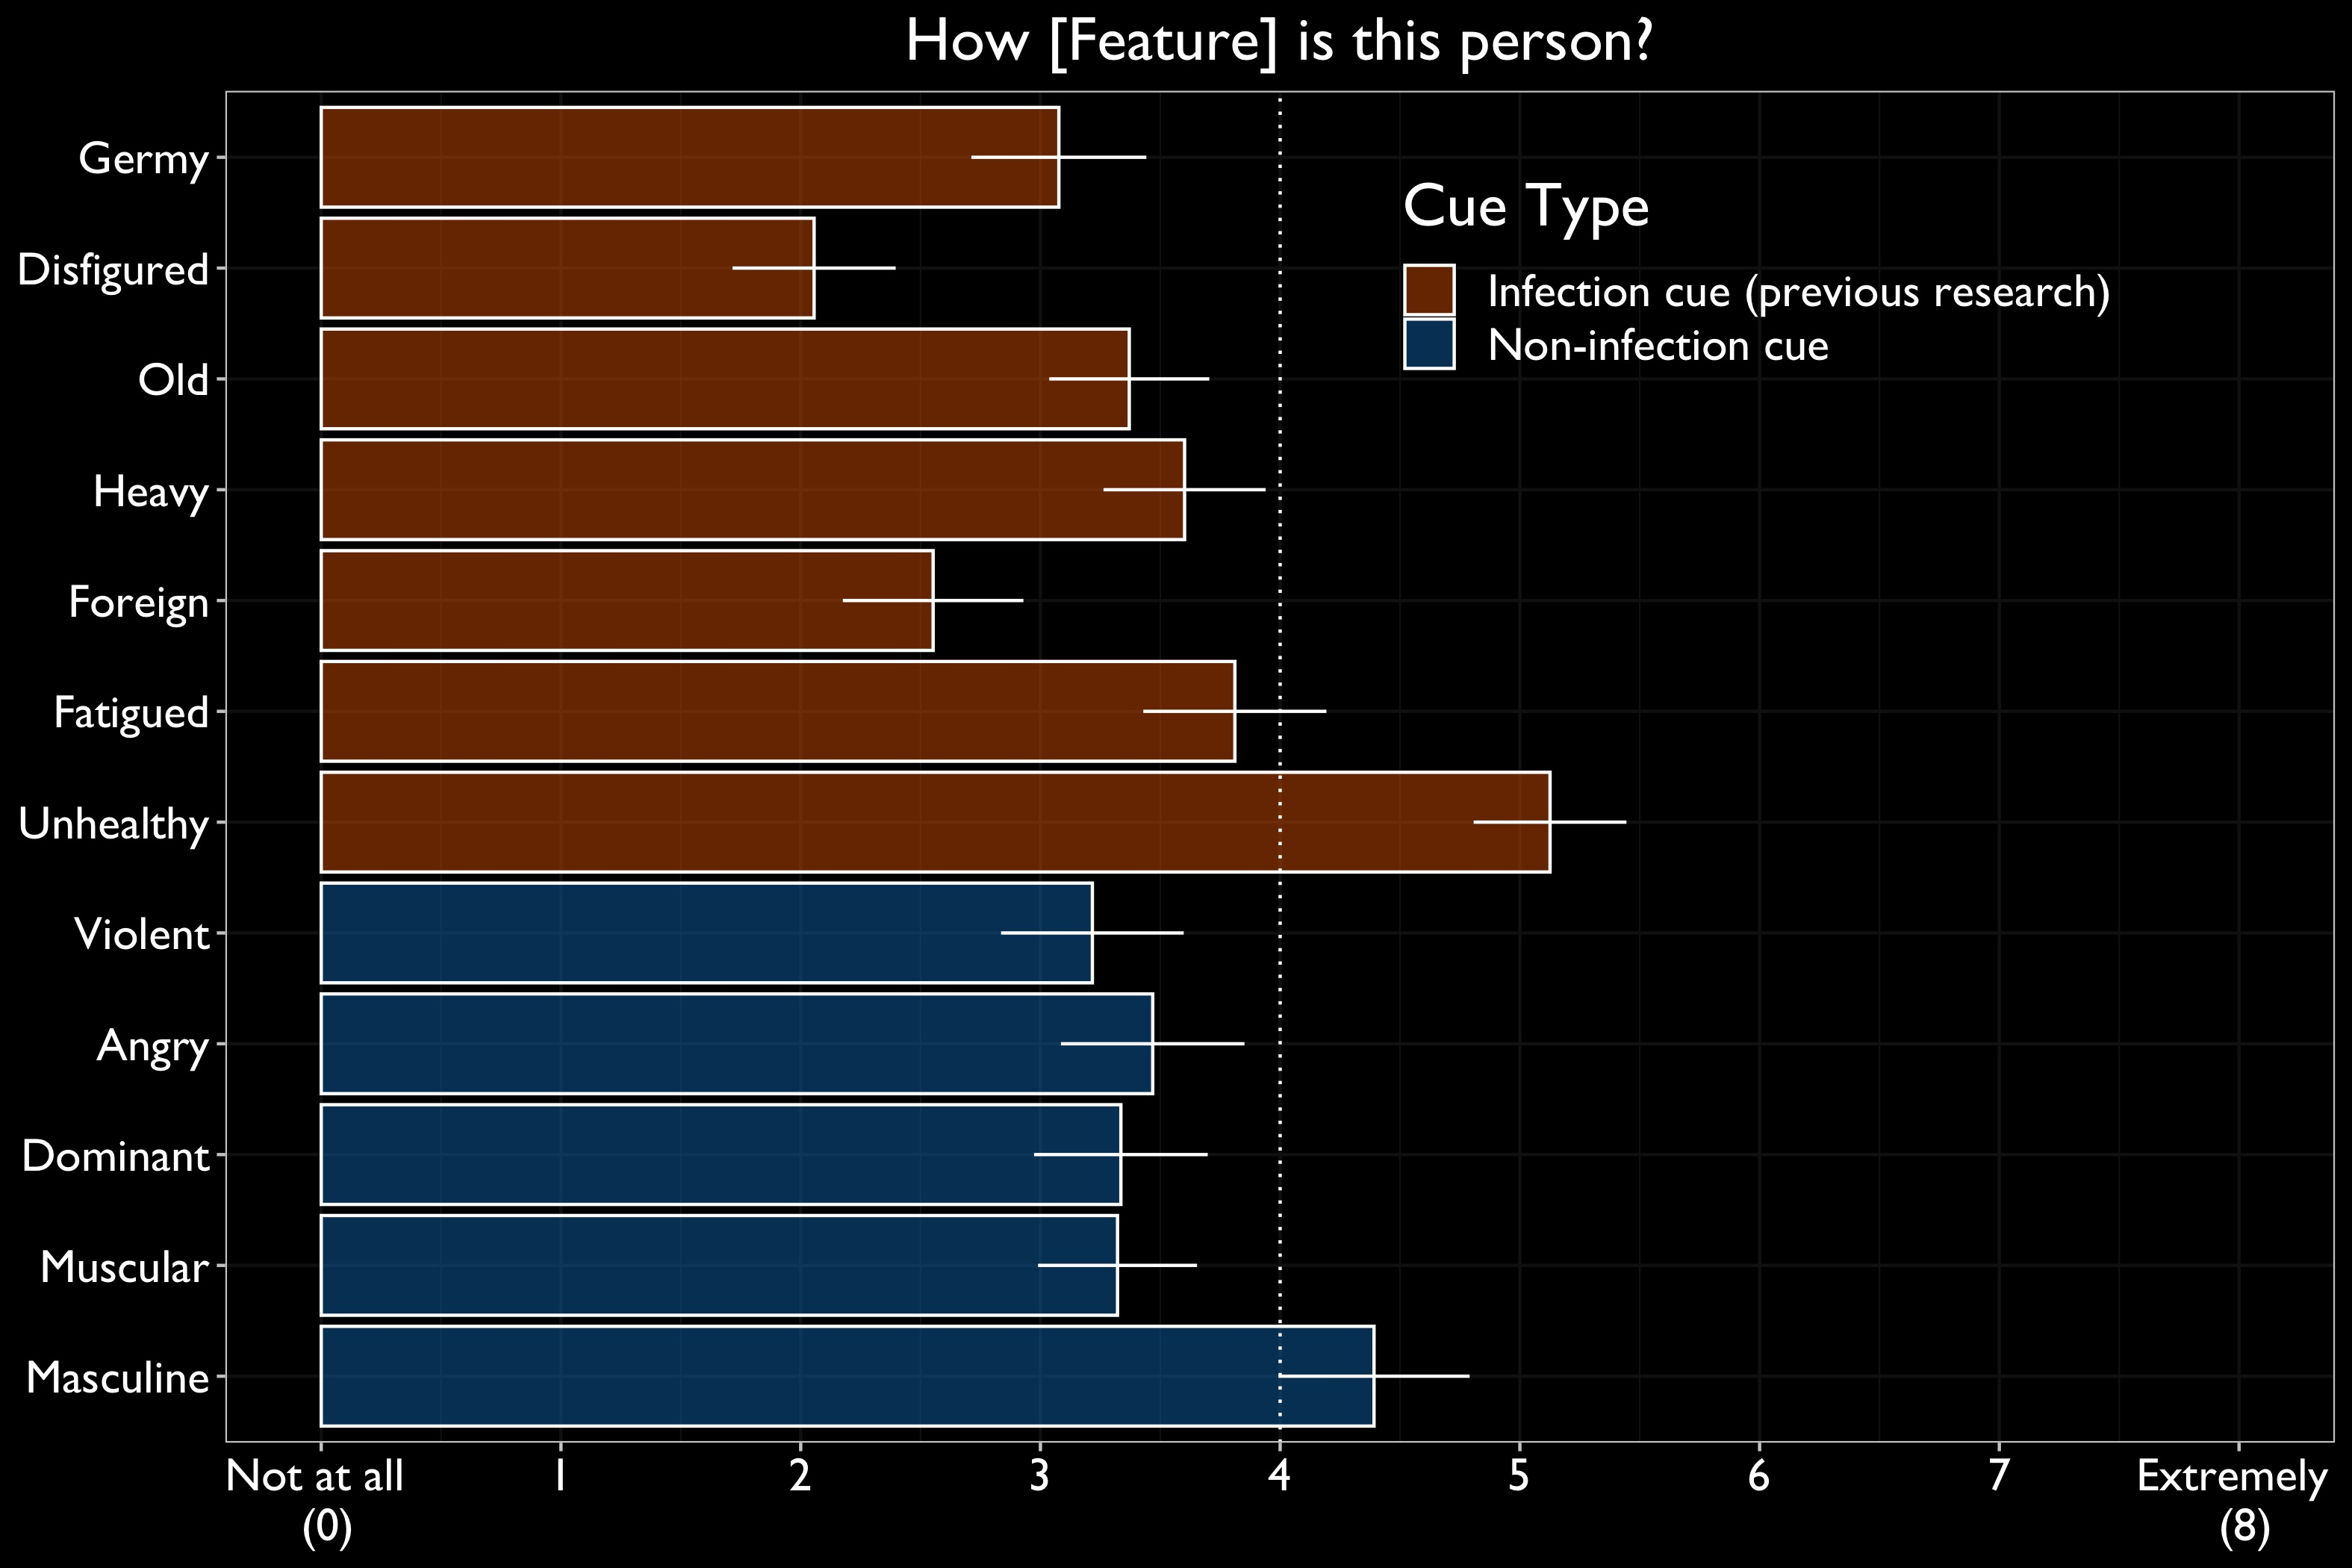 How [Feature] is this person?
Germy
Disfigured
Old
Heavy
Foreign
Fatigued
Unhealthy
Violent
Angry
Dominant
Muscular
Masculine
Cue Type
Infection cue (previous research)
Non-infection cue
Not at all 1 2 3 4 5 6 7 Extremely
(0) (8)